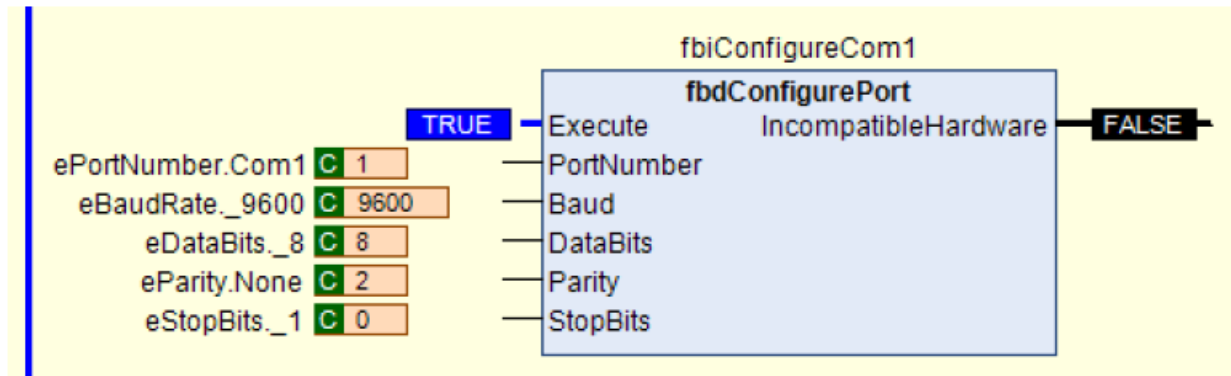 fbiConfigureCom1
fbdConfigurePort
TRUE Execute IncompatibleHardware FALSE
ePortNumber.Com1 C 1 PortNumber
eBaudRate._9600 C 9600 Baud
eDataBits._8 C 8 DataBits
eParity.None C 2 Parity
eStopBits._1 C 0 StopBits